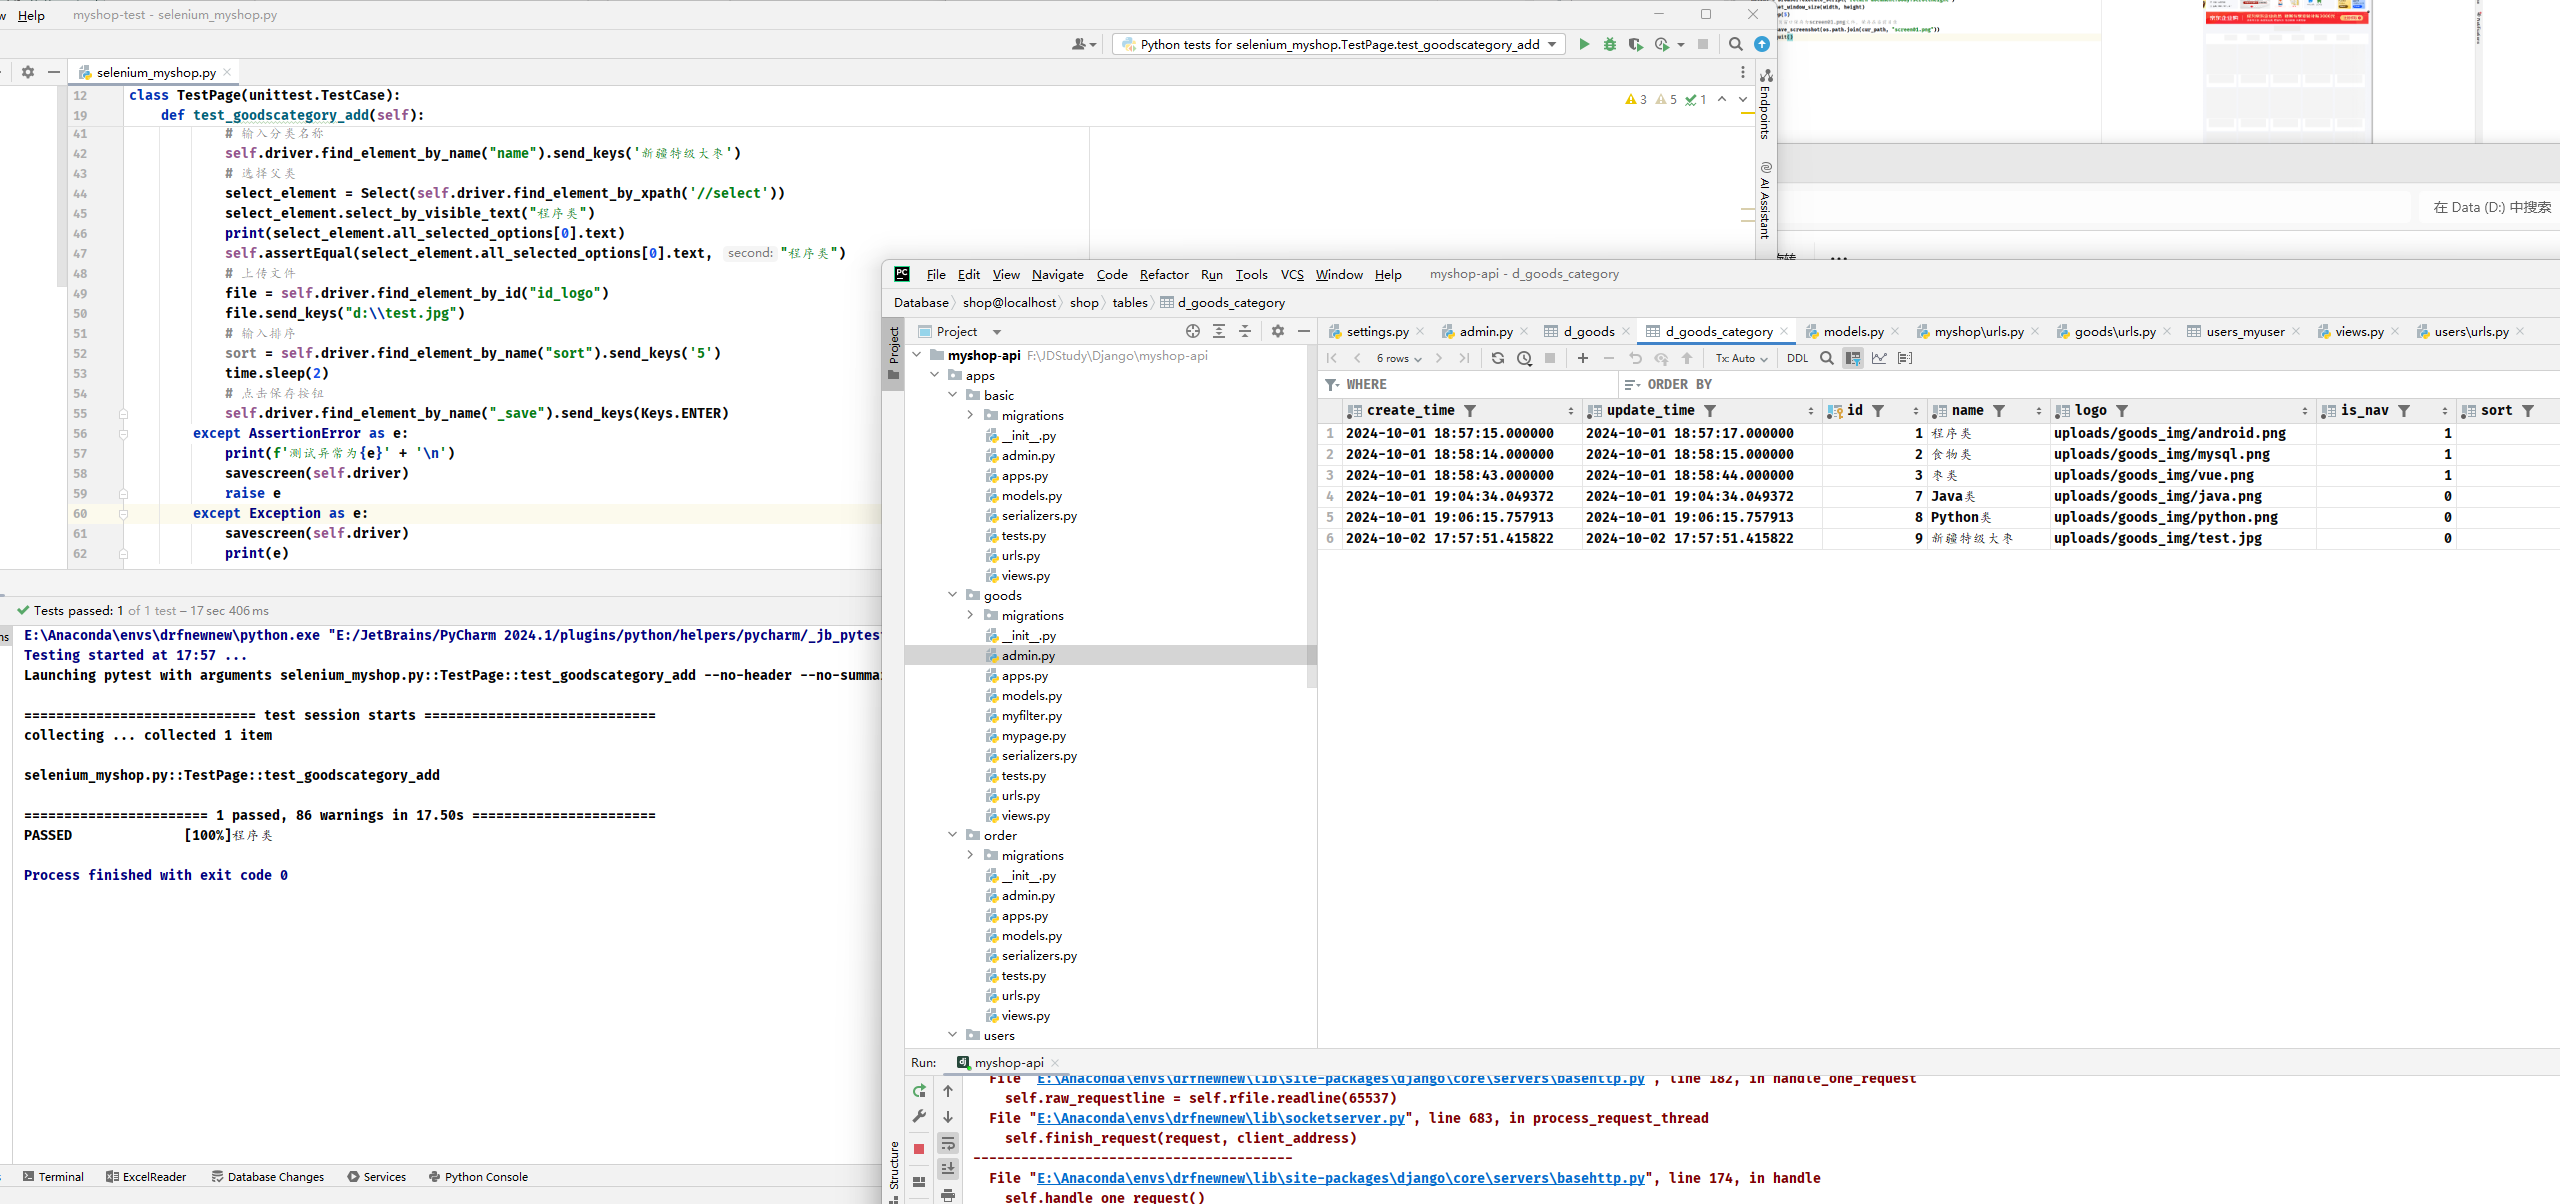 w Help myshop-test - selenium_myshop.py
Python tests for selenium_myshop.TestPage.test_goodscategory_add
selenium_myshop.py
12 class TestPage(unittest.TestCase):
3 5 1
19 def test_goodscategory_add(self):
41 # 输入分类名称
42 self.driver.find_element_by_name("name").send_keys('新疆特级大枣')
43 # 选择父类
44 select_element = Select(self.driver.find_element_by_xpath('//select'))
45 select_element.select_by_visible_text("程序类")
46 print(select_element.all_selected_options[0].text)
47 self.assertEqual(select_element.all_selected_options[0].text, second: "程序类")
48 # 上传文件
49 file = self.driver.find_element_by_id("id_logo")
50 file.send_keys("d:\\test.jpg")
51 # 输入排序
52 sort = self.driver.find_element_by_name("sort").send_keys('5')
53 time.sleep(2)
54 # 点击保存按钮
55 self.driver.find_element_by_name("_save").send_keys(Keys.ENTER)
56 except AssertionError as e:
57 print(f'测试异常为{e}' + '\n')
58 savescreen(self.driver)
59 raise e
60 except Exception as e:
61 savescreen(self.driver)
62 print(e)
Endpoints
AI Assistant
在 Data (D:) 中搜索
Tests passed: 1 of 1 test – 17 sec 406 ms
E:\Anaconda\envs\drfnewnew\python.exe "E:/JetBrains/PyCharm 2024.1/plugins/python/helpers/pycharm/_jb_pytest
Testing started at 17:57 ...
Launching pytest with arguments selenium_myshop.py::TestPage::test_goodscategory_add --no-header --no-summa
============================= test session starts =============================
collecting ... collected 1 item
selenium_myshop.py::TestPage::test_goodscategory_add
======================= 1 passed, 86 warnings in 17.50s =======================
PASSED [100%]程序类
Process finished with exit code 0
Terminal ExcelReader Database Changes Services Python Console
File Edit View Navigate Code Refactor Run Tools VCS Window Help myshop-api - d_goods_category
Database shop@localhost shop tables d_goods_category
Project
Project
settings.py admin.py d_goods d_goods_category models.py myshop\urls.py goods\urls.py users_myuser views.py users\urls.py
6 rows Tx: Auto DDL
WHERE ORDER BY
create_time update_time id name logo is_nav sort
1 2024-10-01 18:57:15.000000 2024-10-01 18:57:17.000000 1 程序类 uploads/goods_img/android.png 1
2 2024-10-01 18:58:14.000000 2024-10-01 18:58:15.000000 2 食物类 uploads/goods_img/mysql.png 1
3 2024-10-01 18:58:43.000000 2024-10-01 18:58:44.000000 3 枣类 uploads/goods_img/vue.png 1
4 2024-10-01 19:04:34.049372 2024-10-01 19:04:34.049372 7 Java类 uploads/goods_img/java.png 0
5 2024-10-01 19:06:15.757913 2024-10-01 19:06:15.757913 8 Python类 uploads/goods_img/python.png 0
6 2024-10-02 17:57:51.415822 2024-10-02 17:57:51.415822 9 新疆特级大枣 uploads/goods_img/test.jpg 0
myshop-api F:\JDStudy\Django\myshop-api
apps
basic
migrations
__init__.py
admin.py
apps.py
models.py
serializers.py
tests.py
urls.py
views.py
goods
migrations
__init__.py
admin.py
apps.py
models.py
myfilter.py
mypage.py
serializers.py
tests.py
urls.py
views.py
order
migrations
__init__.py
admin.py
apps.py
models.py
serializers.py
tests.py
urls.py
views.py
users
Run: myshop-api
File "E:\Anaconda\envs\drfnewnew\lib\site-packages\django\core\servers\basehttp.py", line 182, in handle_one_request
self.raw_requestline = self.rfile.readline(65537)
File "E:\Anaconda\envs\drfnewnew\lib\socketserver.py", line 683, in process_request_thread
self.finish_request(request, client_address)
----------------------------------------
File "E:\Anaconda\envs\drfnewnew\lib\site-packages\django\core\servers\basehttp.py", line 174, in handle
self.handle_one_request()
Structure